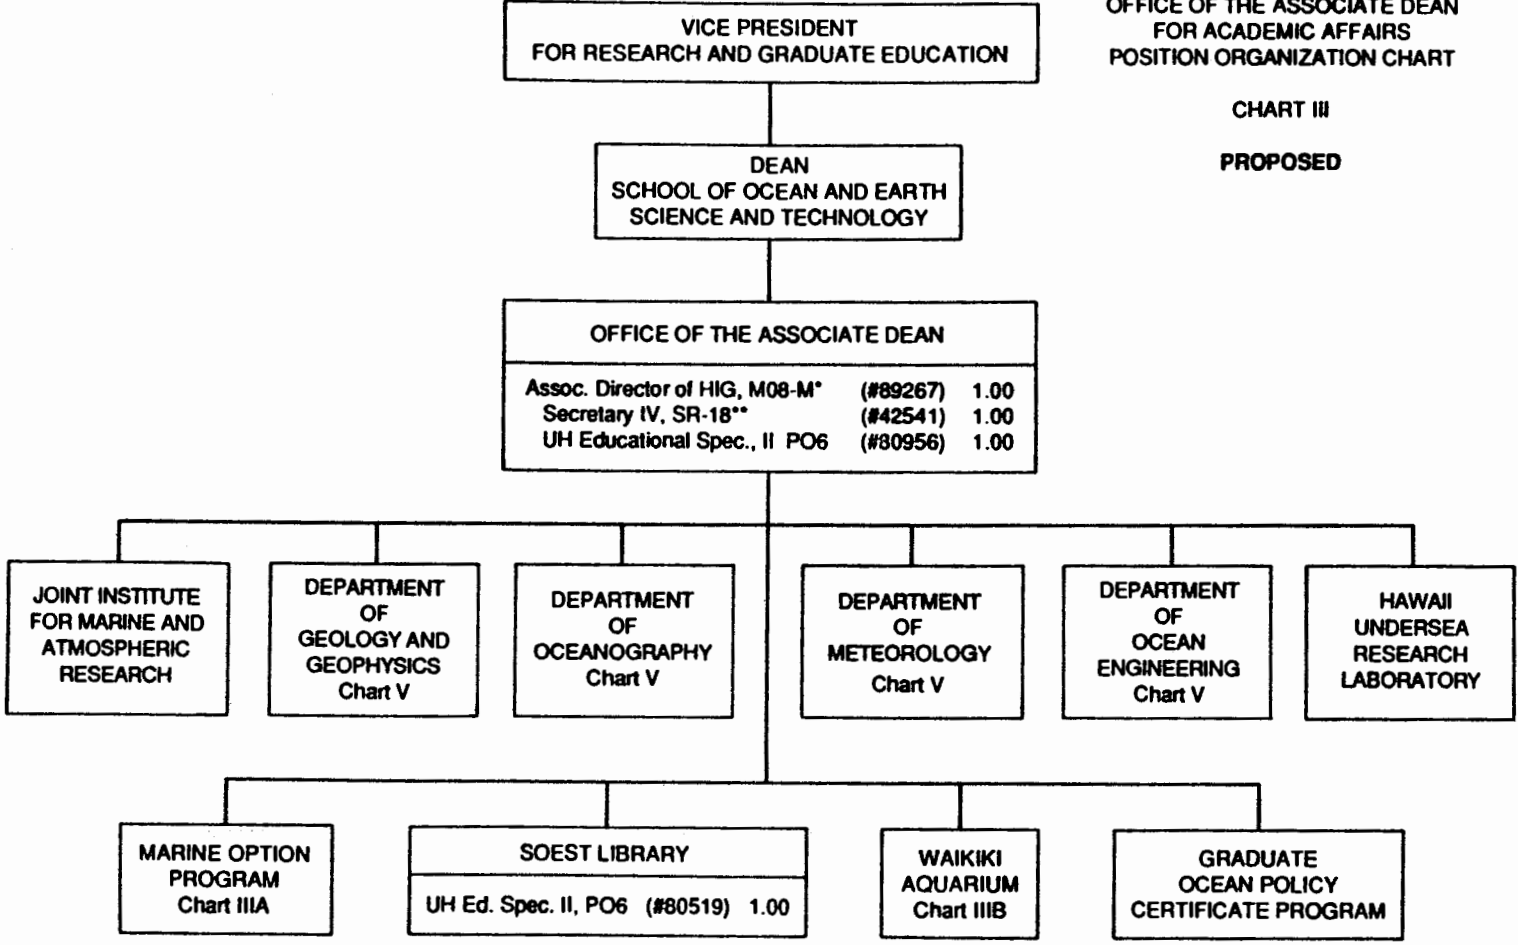 OFFICE OF THE ASSOCIATE DEAN
FOR ACADEMIC AFFAIRS
POSITION ORGANIZATION CHART
CHART III
PROPOSED
VICE PRESIDENT
FOR RESEARCH AND GRADUATE EDUCATION
DEAN
SCHOOL OF OCEAN AND EARTH
SCIENCE AND TECHNOLOGY
OFFICE OF THE ASSOCIATE DEAN
Assoc. Director of HIG, M08-M* (#89267) 1.00
Secretary IV, SR-18** (#42541) 1.00
UH Educational Spec., II PO6 (#80956) 1.00
JOINT INSTITUTE
FOR MARINE AND
ATMOSPHERIC
RESEARCH
DEPARTMENT
OF
GEOLOGY AND
GEOPHYSICS
Chart V
DEPARTMENT
OF
OCEANOGRAPHY
Chart V
DEPARTMENT
OF
METEOROLOGY
Chart V
DEPARTMENT
OF
OCEAN
ENGINEERING
Chart V
HAWAII
UNDERSEA
RESEARCH
LABORATORY
MARINE OPTION
PROGRAM
Chart IIIA
SOEST LIBRARY
UH Ed. Spec. II, PO6 (#80519) 1.00
WAIKIKI
AQUARIUM
Chart IIIB
GRADUATE
OCEAN POLICY
CERTIFICATE PROGRAM